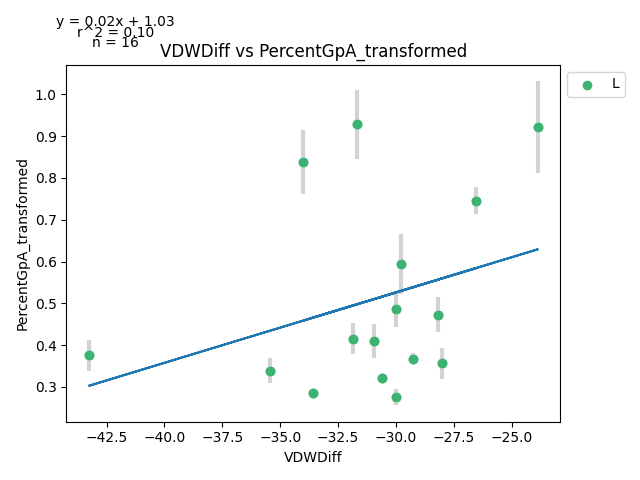 y = 0.02x + 1.03
r^2 = 0.10
n = 16
VDWDiff vs PercentGpA_transformed
L
PercentGpA_transformed
1.0
0.9
0.8
0.7
0.6
0.5
0.4
0.3
−42.5 −40.0 −37.5 −35.0 −32.5 −30.0 −27.5 −25.0
VDWDiff